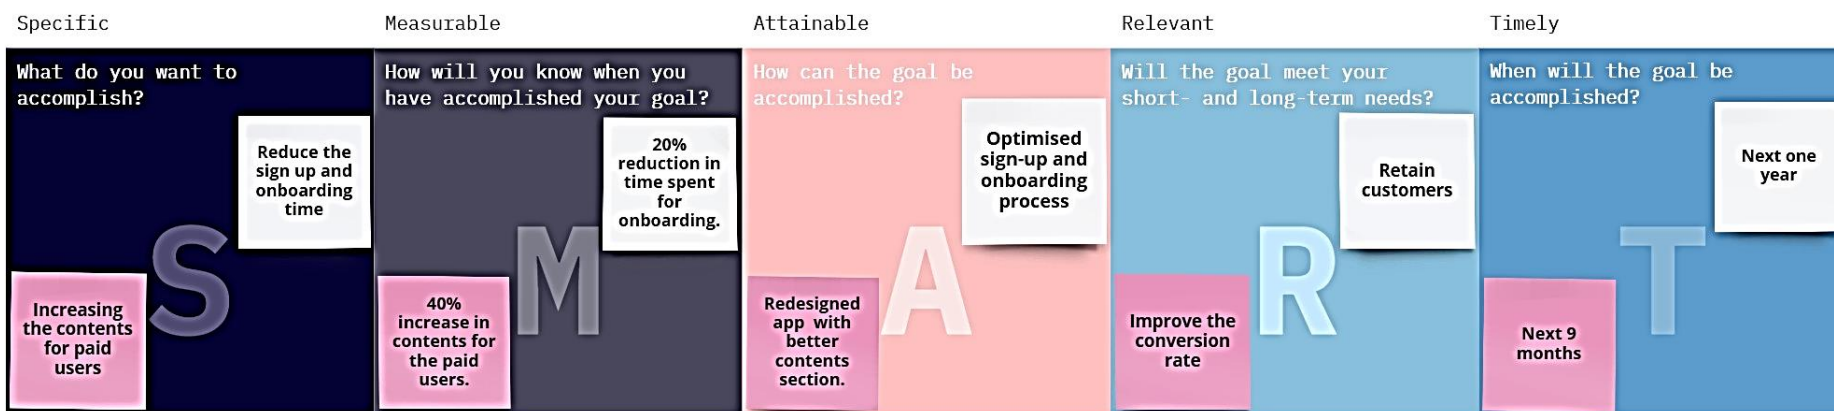 Specific
Measurable
Attainable
Relevant
Timely
What do you want to
accomplish?
Reduce the
sign up and
onboarding
time
S
Increasing
the contents
for paid
users
How will you know when you
have accomplished your goal?
20%
reduction in
time spent
for
onboarding.
M
40%
increase in
contents for
the paid
users.
How can the goal be
accomplished?
Optimised
sign-up and
onboarding
process
A
Redesigned
app with
better
contents
section.
Will the goal meet your
short- and long-term needs?
Retain
customers
R
Improve the
conversion
rate
When will the goal be
accomplished?
Next one
year
T
Next 9
months